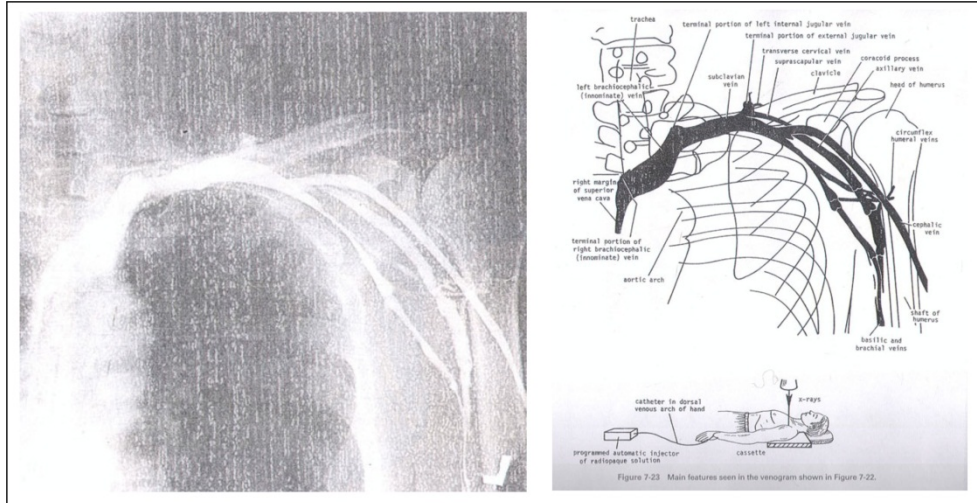 trachea
terminal portion of left internal jugular vein
terminal portion of external jugular vein
transverse cervical vein
suprascapular vein
coracoid process
axillary vein
clavicle
subclavian
vein
head of humerus
left brachiocephalic
(innominate) vein
circumflex
humeral veins
right margin
of superior
vena cava
cephalic
vein
terminal portion of
right brachiocephalic
(innominate)
vein
aortic arch
shaft of
humerus
basilic and
brachial veins
catheter in dorsal
venous arch of hand
x-rays
programmed automatic injector
of radiopaque solution
cassette
Figure 7-23 Main features seen in the venogram shown in Figure 7-22.